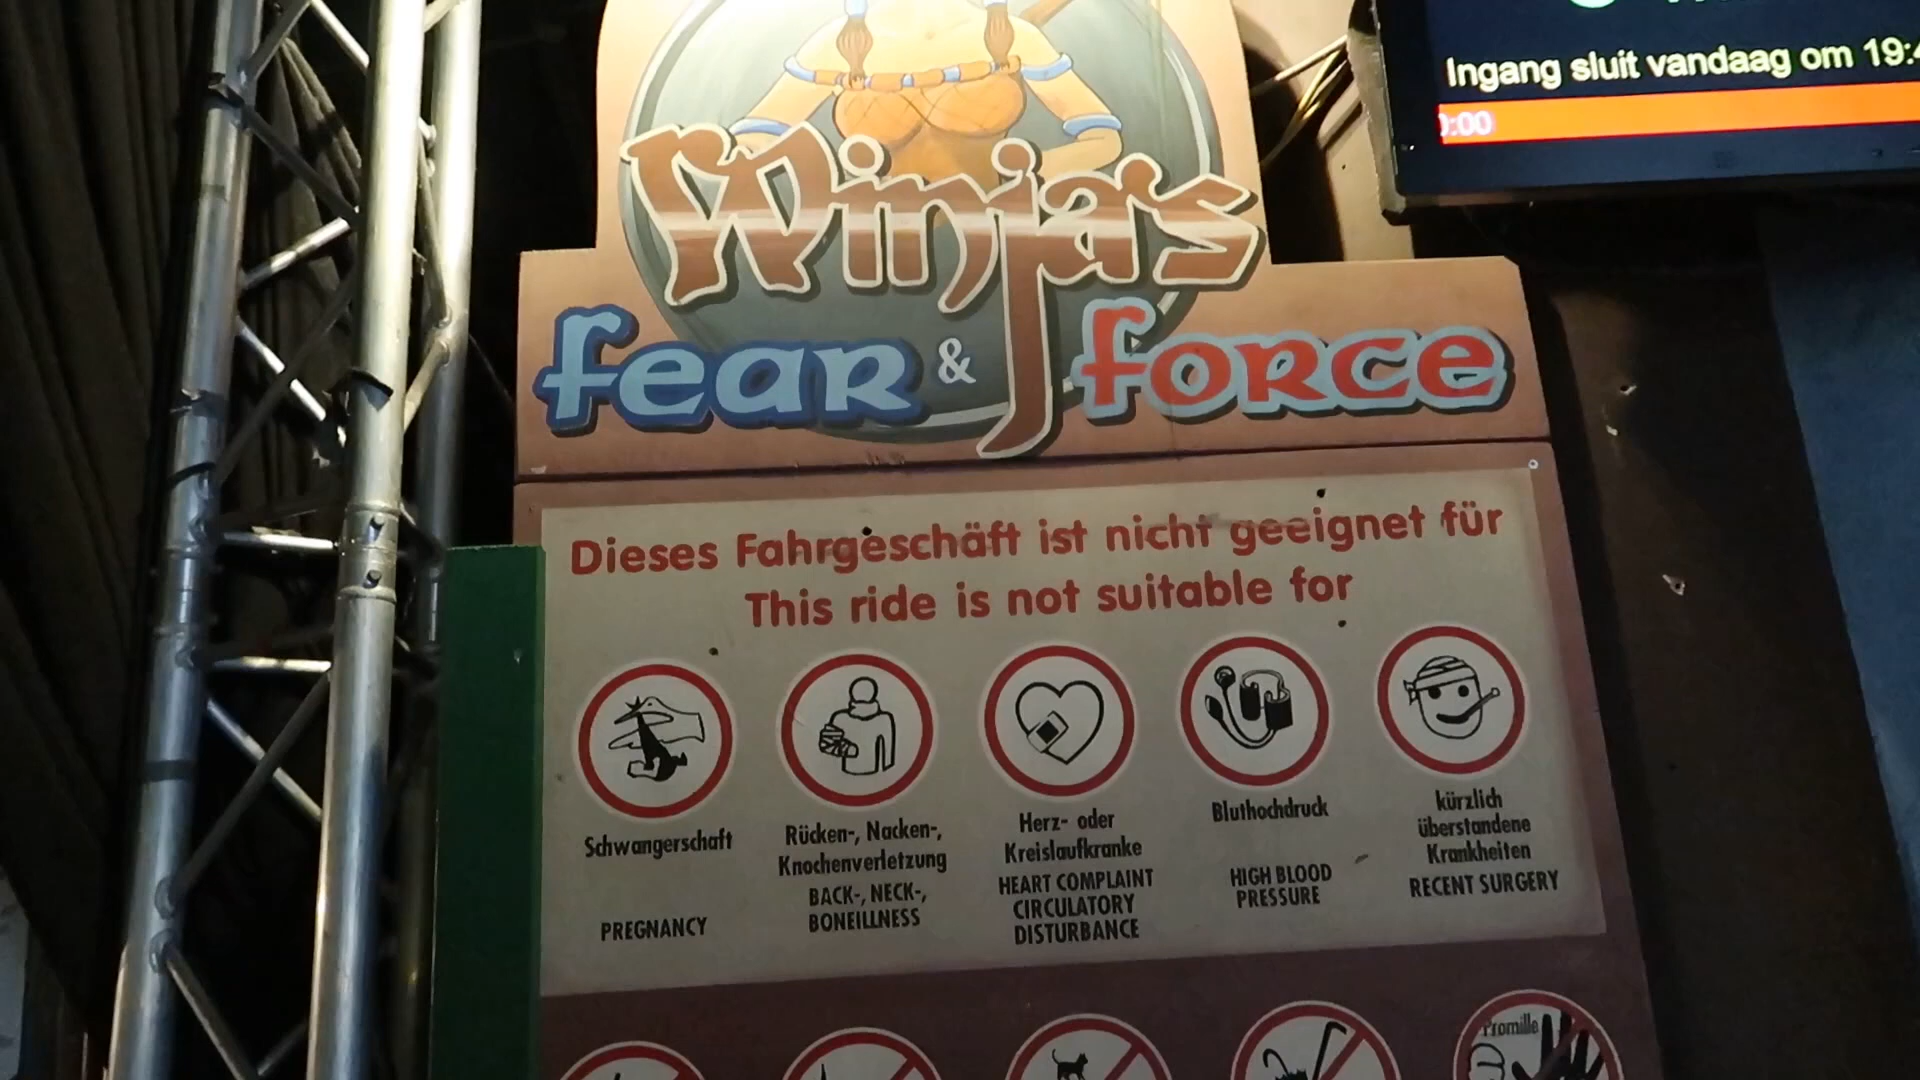 Ingang sluit vandaag om 19:4
:00
Winja's
fear & force
Dieses Fahrgeschäft ist nicht geeignet für
This ride is not suitable for
Schwangerschaft
PREGNANCY
Rücken-, Nacken-,
Knochenverletzung
BACK-, NECK-,
BONEILLNESS
Herz- oder
Kreislaufkranke
HEART COMPLAINT
CIRCULATORY
DISTURBANCE
Bluthochdruck
HIGH BLOOD
PRESSURE
kürzlich
überstandene
Krankheiten
RECENT SURGERY
Promille